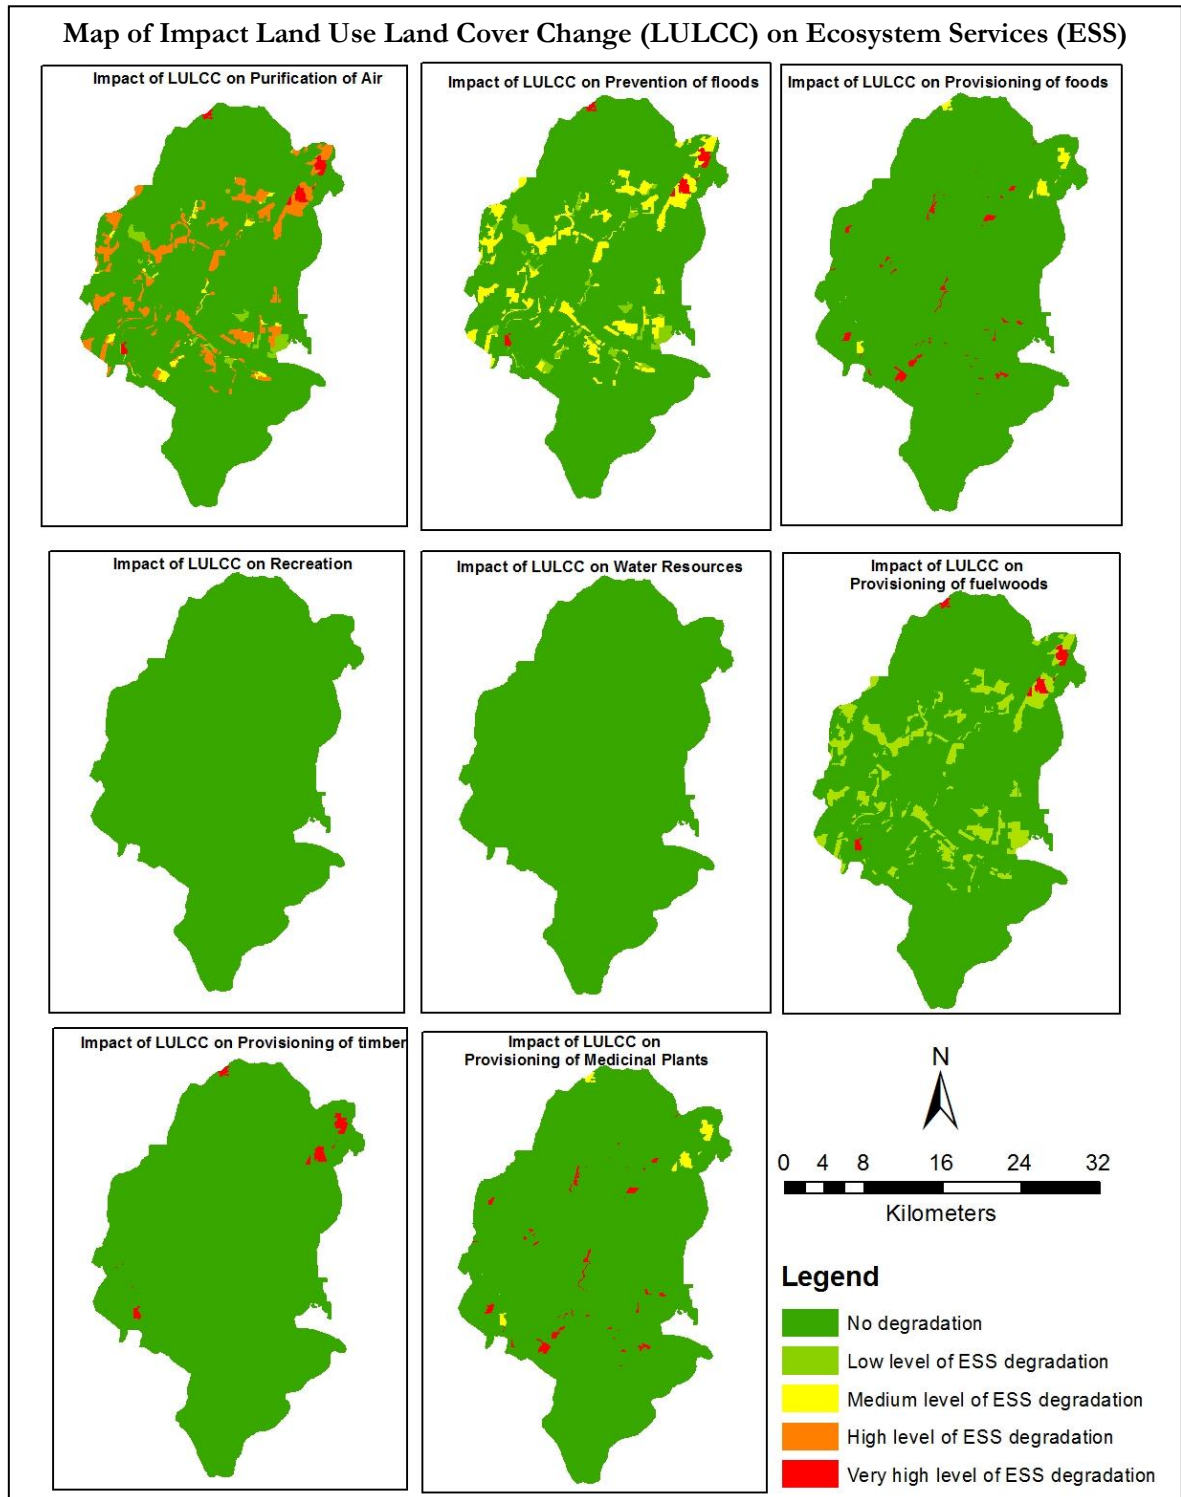 Map of Impact Land Use Land Cover Change (LULCC) on Ecosystem Services (ESS)
Impact of LULCC on Purification of Air
Impact of LULCC on Prevention of floods
Impact of LULCC on Provisioning of foods
Impact of LULCC on Recreation
Impact of LULCC on Water Resources
Impact of LULCC on
Provisioning of fuelwoods
Impact of LULCC on Provisioning of timber
Impact of LULCC on
Provisioning of Medicinal Plants
N
0 4 8 16 24 32
Kilometers
Legend
No degradation
Low level of ESS degradation
Medium level of ESS degradation
High level of ESS degradation
Very high level of ESS degradation